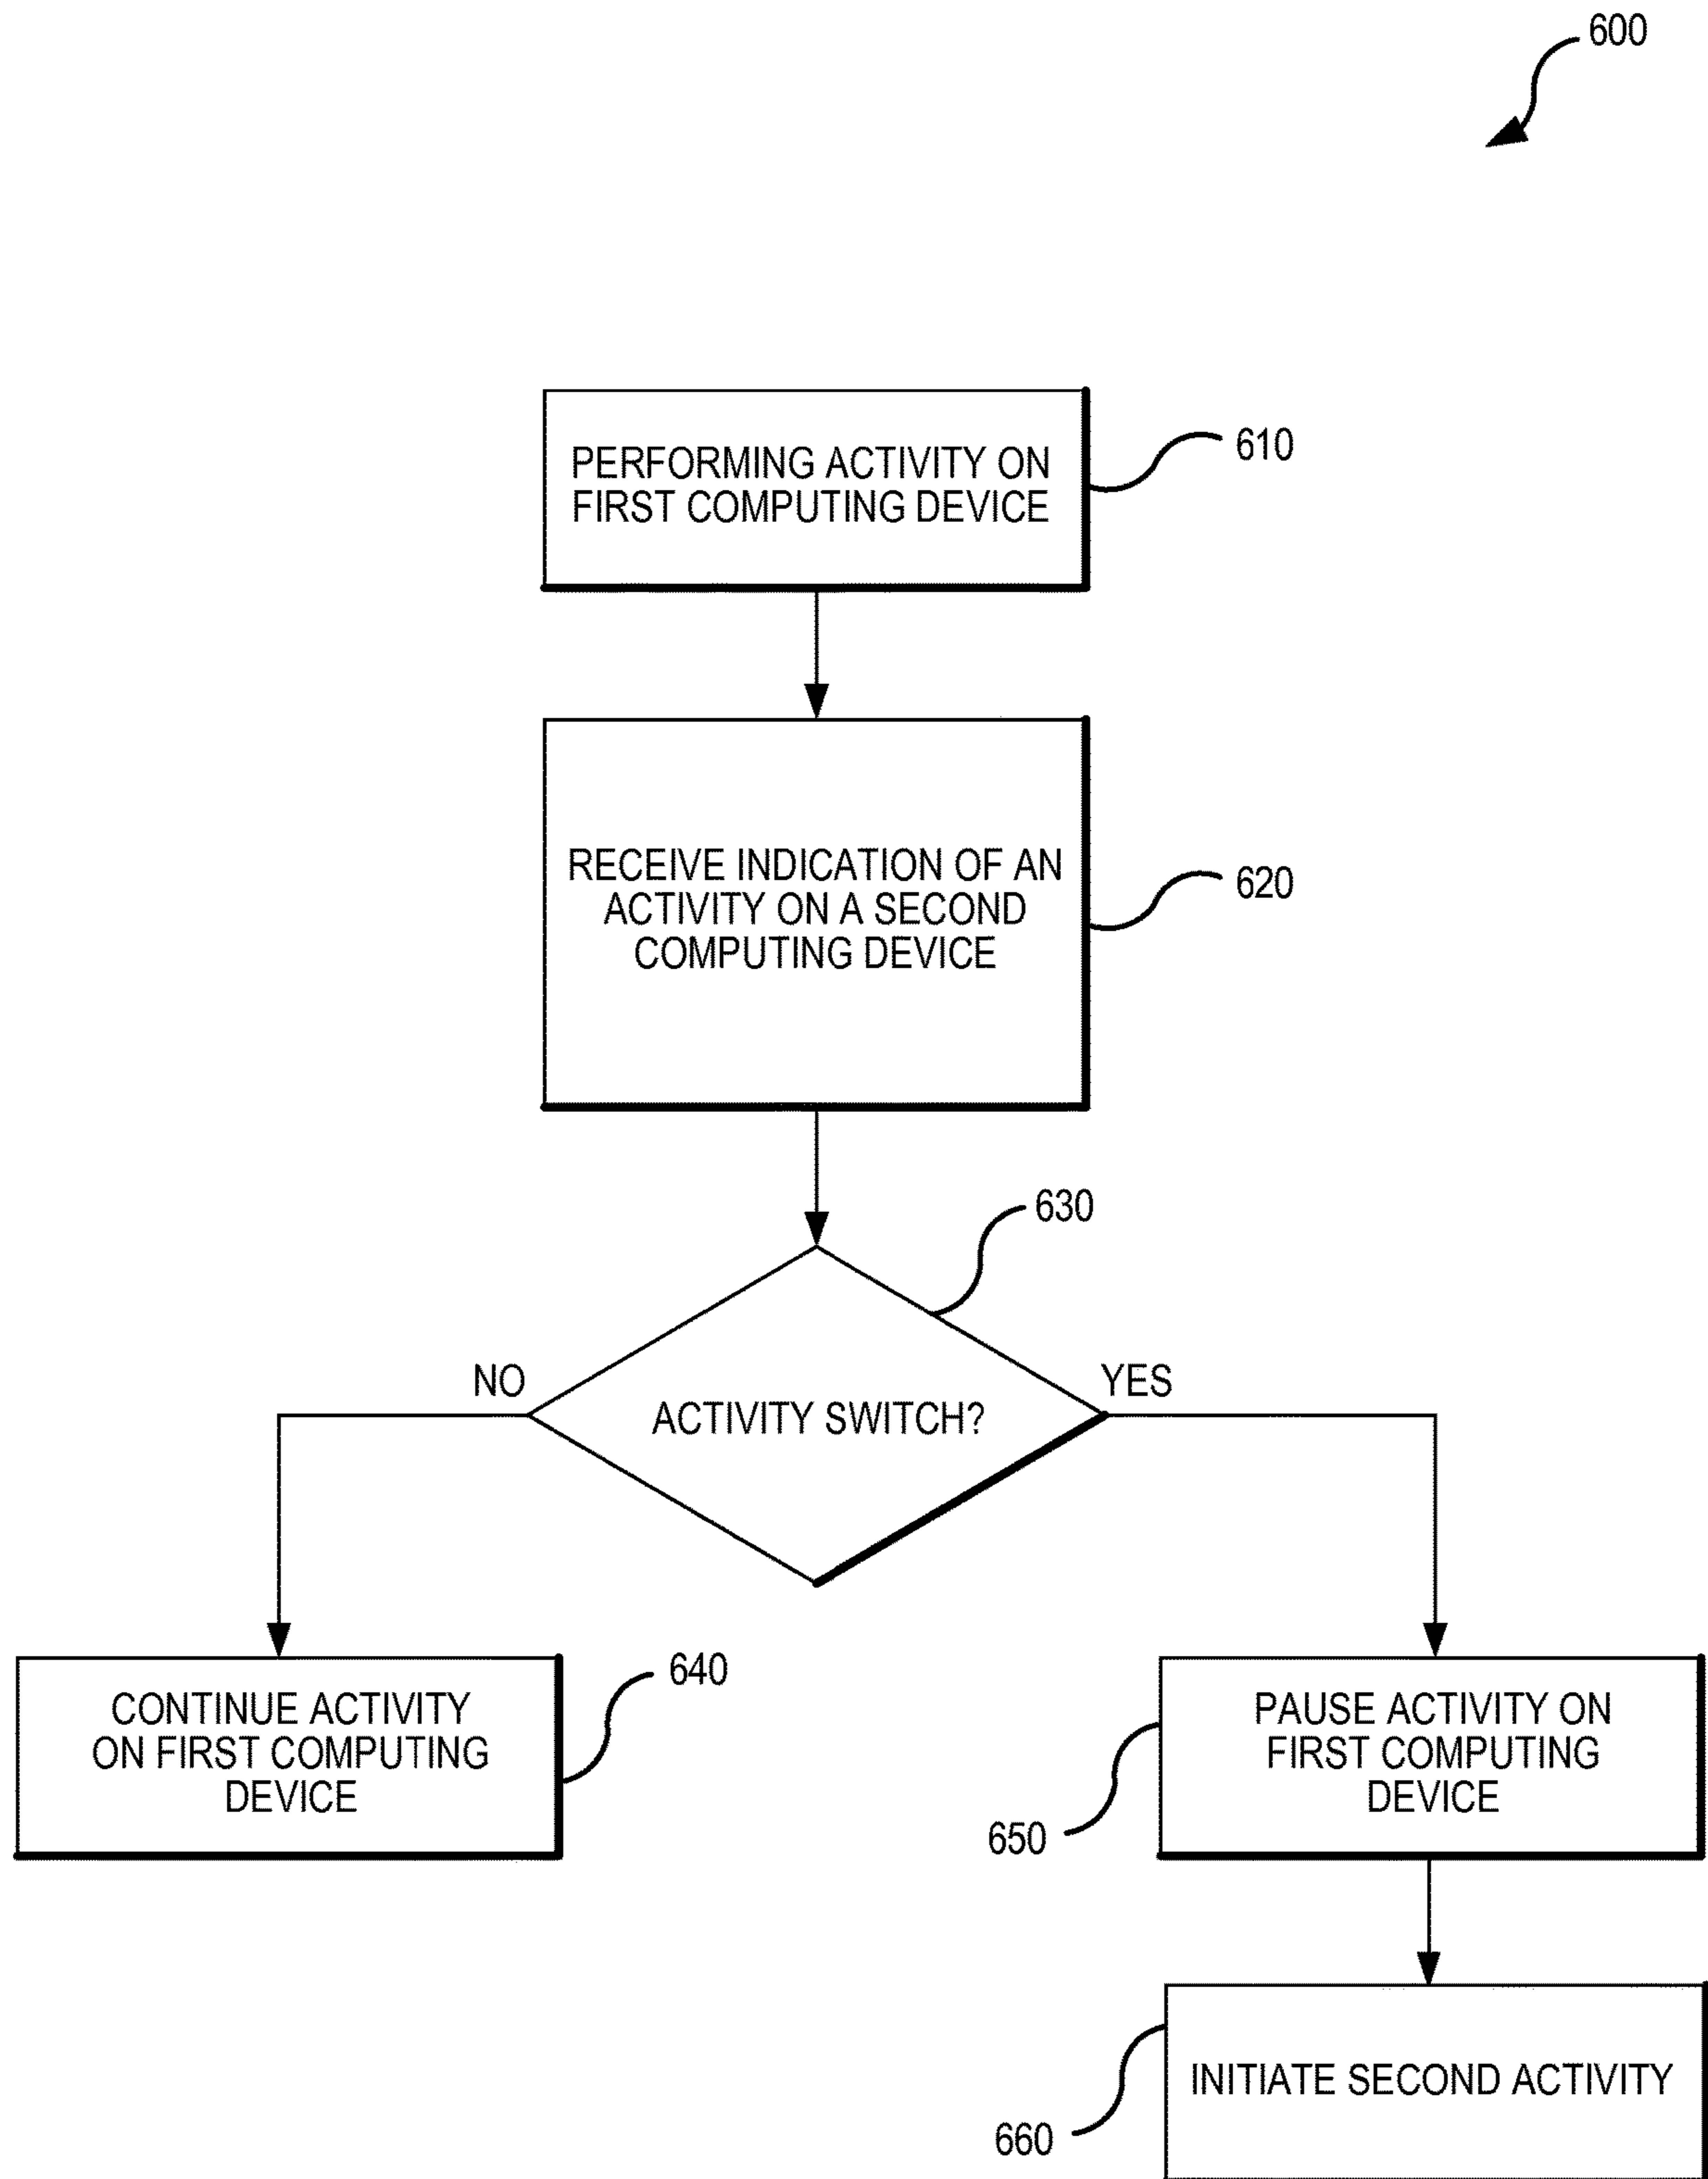 600
PERFORMING ACTIVITY ON
FIRST COMPUTING DEVICE
610
RECEIVE INDICATION OF AN
ACTIVITY ON A SECOND
COMPUTING DEVICE
620
630
NO
YES
ACTIVITY SWITCH?
CONTINUE ACTIVITY
ON FIRST COMPUTING
DEVICE
640
PAUSE ACTIVITY ON
FIRST COMPUTING
DEVICE
650
INITIATE SECOND ACTIVITY
660